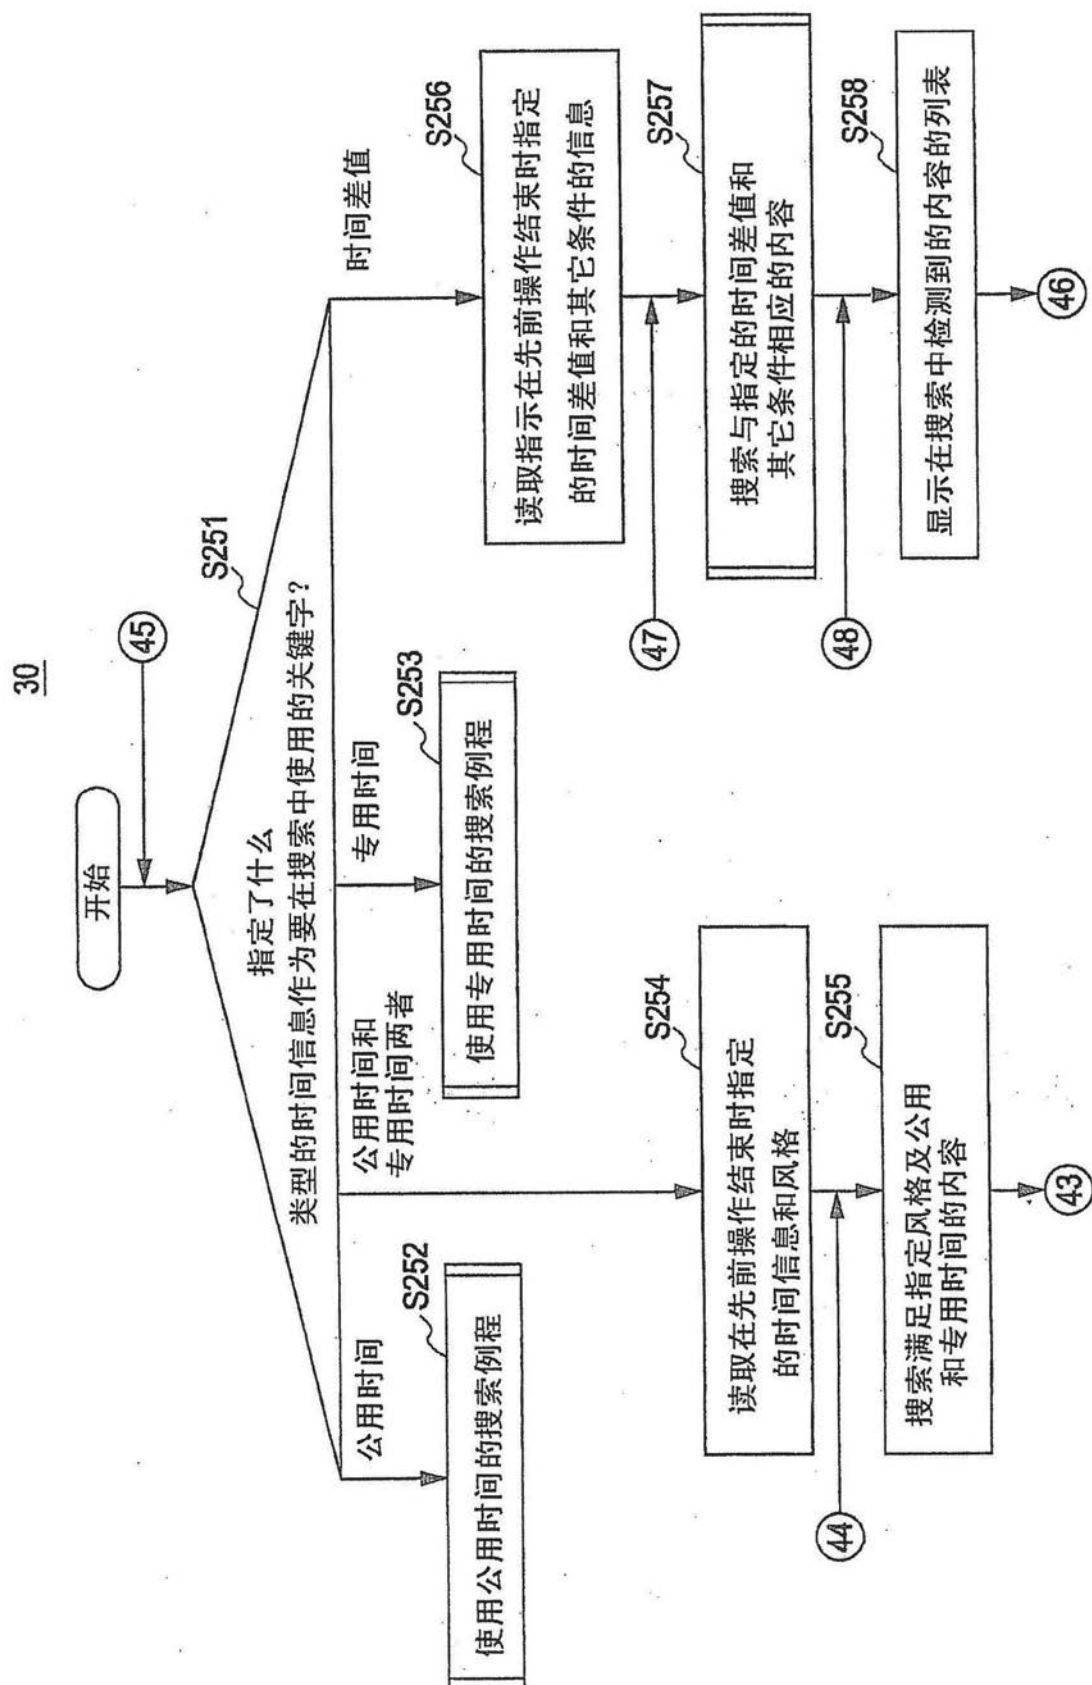 30
开始
45
S251
指定了什么
类型的时间信息作为要在搜索中使用的关键字？
公用时间
S252
使用公用时间的搜索例程
公用时间和
专用时间两者
专用时间
S253
使用专用时间的搜索例程
时间差值
S254
读取在先前操作结束时指定
的时间信息和风格
44
S255
搜索满足指定风格及公用
和专用时间的内容
43
S256
读取指示在先前操作结束时指定
的时间差值和其它条件的信息
47
S257
搜索与指定的时间差值和
其它条件相应的内容
48
S258
显示在搜索中检测到的内容的列表
46